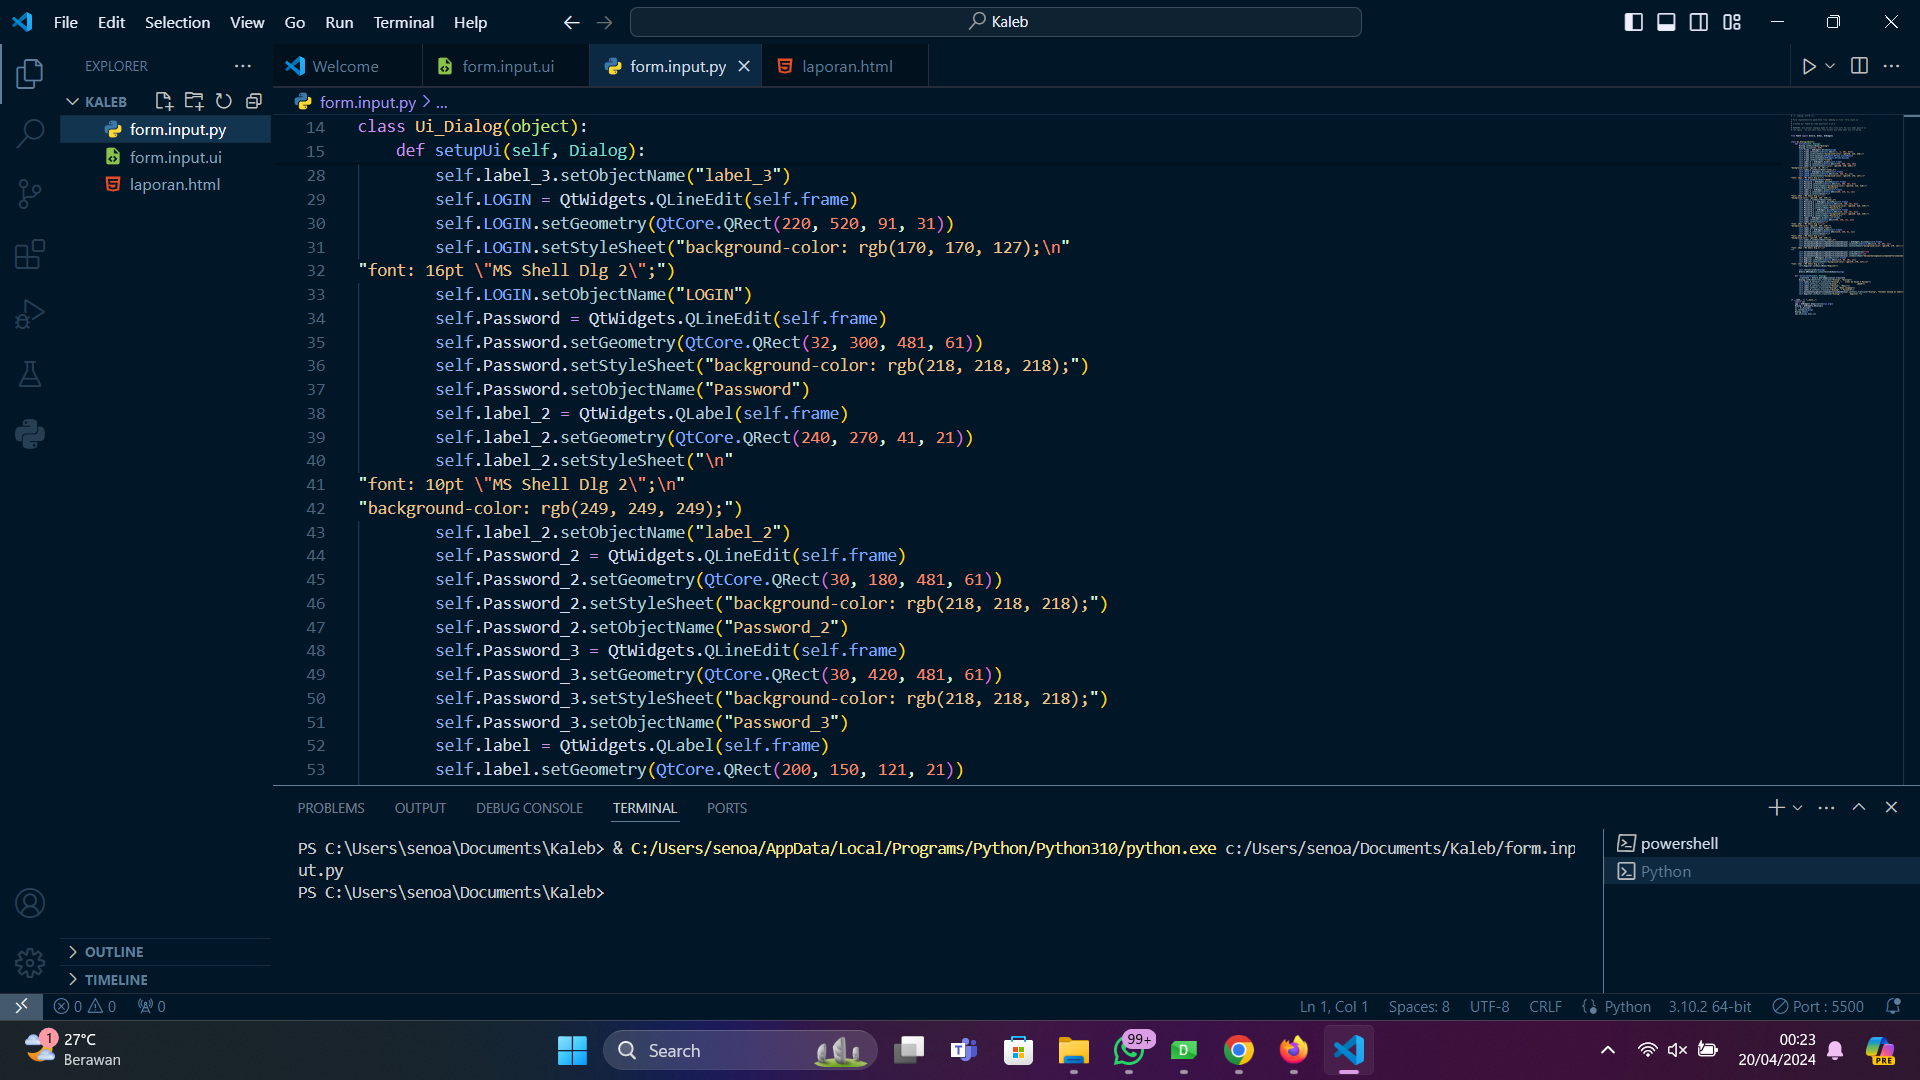 File Edit Selection View Go Run Terminal Help
Kaleb
EXPLORER
KALEB
form.input.py
form.input.ui
laporan.html
OUTLINE
TIMELINE
Welcome
form.input.ui
form.input.py
laporan.html
form.input.py > ...
14 class Ui_Dialog(object):
15 def setupUi(self, Dialog):
28 self.label_3.setObjectName("label_3")
29 self.LOGIN = QtWidgets.QLineEdit(self.frame)
30 self.LOGIN.setGeometry(QtCore.QRect(220, 520, 91, 31))
31 self.LOGIN.setStyleSheet("background-color: rgb(170, 170, 127);\n"
32 "font: 16pt \"MS Shell Dlg 2\";")
33 self.LOGIN.setObjectName("LOGIN")
34 self.Password = QtWidgets.QLineEdit(self.frame)
35 self.Password.setGeometry(QtCore.QRect(32, 300, 481, 61))
36 self.Password.setStyleSheet("background-color: rgb(218, 218, 218);")
37 self.Password.setObjectName("Password")
38 self.label_2 = QtWidgets.QLabel(self.frame)
39 self.label_2.setGeometry(QtCore.QRect(240, 270, 41, 21))
40 self.label_2.setStyleSheet("\n"
41 "font: 10pt \"MS Shell Dlg 2\";\n"
42 "background-color: rgb(249, 249, 249);")
43 self.label_2.setObjectName("label_2")
44 self.Password_2 = QtWidgets.QLineEdit(self.frame)
45 self.Password_2.setGeometry(QtCore.QRect(30, 180, 481, 61))
46 self.Password_2.setStyleSheet("background-color: rgb(218, 218, 218);")
47 self.Password_2.setObjectName("Password_2")
48 self.Password_3 = QtWidgets.QLineEdit(self.frame)
49 self.Password_3.setGeometry(QtCore.QRect(30, 420, 481, 61))
50 self.Password_3.setStyleSheet("background-color: rgb(218, 218, 218);")
51 self.Password_3.setObjectName("Password_3")
52 self.label = QtWidgets.QLabel(self.frame)
53 self.label.setGeometry(QtCore.QRect(200, 150, 121, 21))
PROBLEMS OUTPUT DEBUG CONSOLE TERMINAL PORTS
PS C:\Users\senoa\Documents\Kaleb> & C:/Users/senoa/AppData/Local/Programs/Python/Python310/python.exe c:/Users/senoa/Documents/Kaleb/form.inp
ut.py
PS C:\Users\senoa\Documents\Kaleb>
powershell
Python
0 0 0
Ln 1, Col 1 Spaces: 8 UTF-8 CRLF Python 3.10.2 64-bit Port : 5500
1
27°C
Berawan
Search
99+
00:23
20/04/2024
PRE